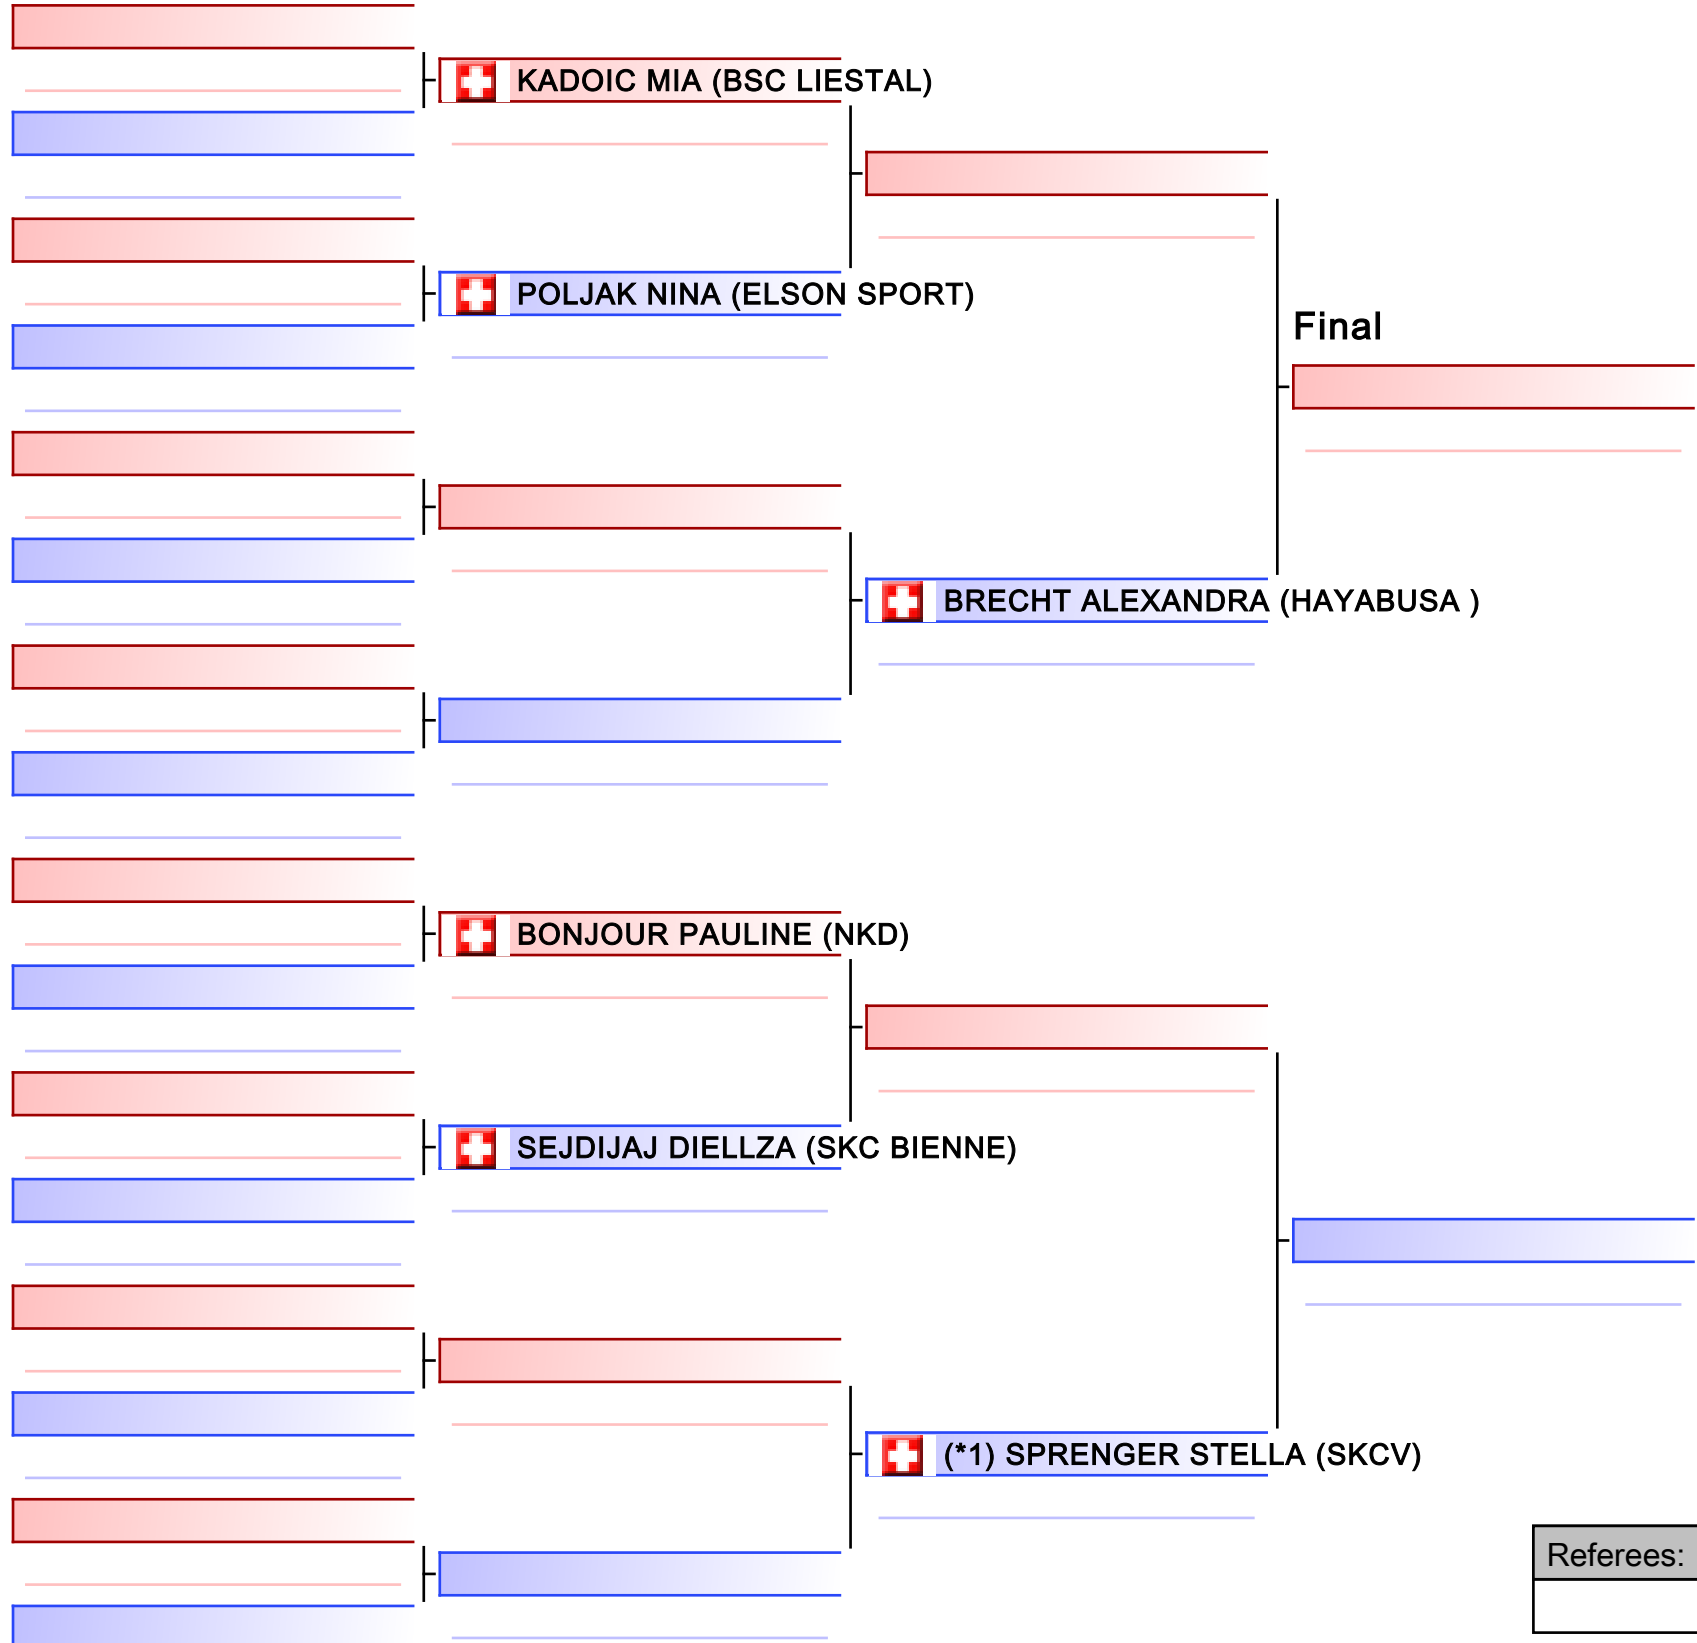 KADOIC MIA (BSC LIESTAL)
POLJAK NINA (ELSON SPORT)
Final
BRECHT ALEXANDRA (HAYABUSA )
BONJOUR PAULINE (NKD)
SEJDIJAJ DIELLZA (SKC BIENNE)
(*1) SPRENGER STELLA (SKCV)
Referees: